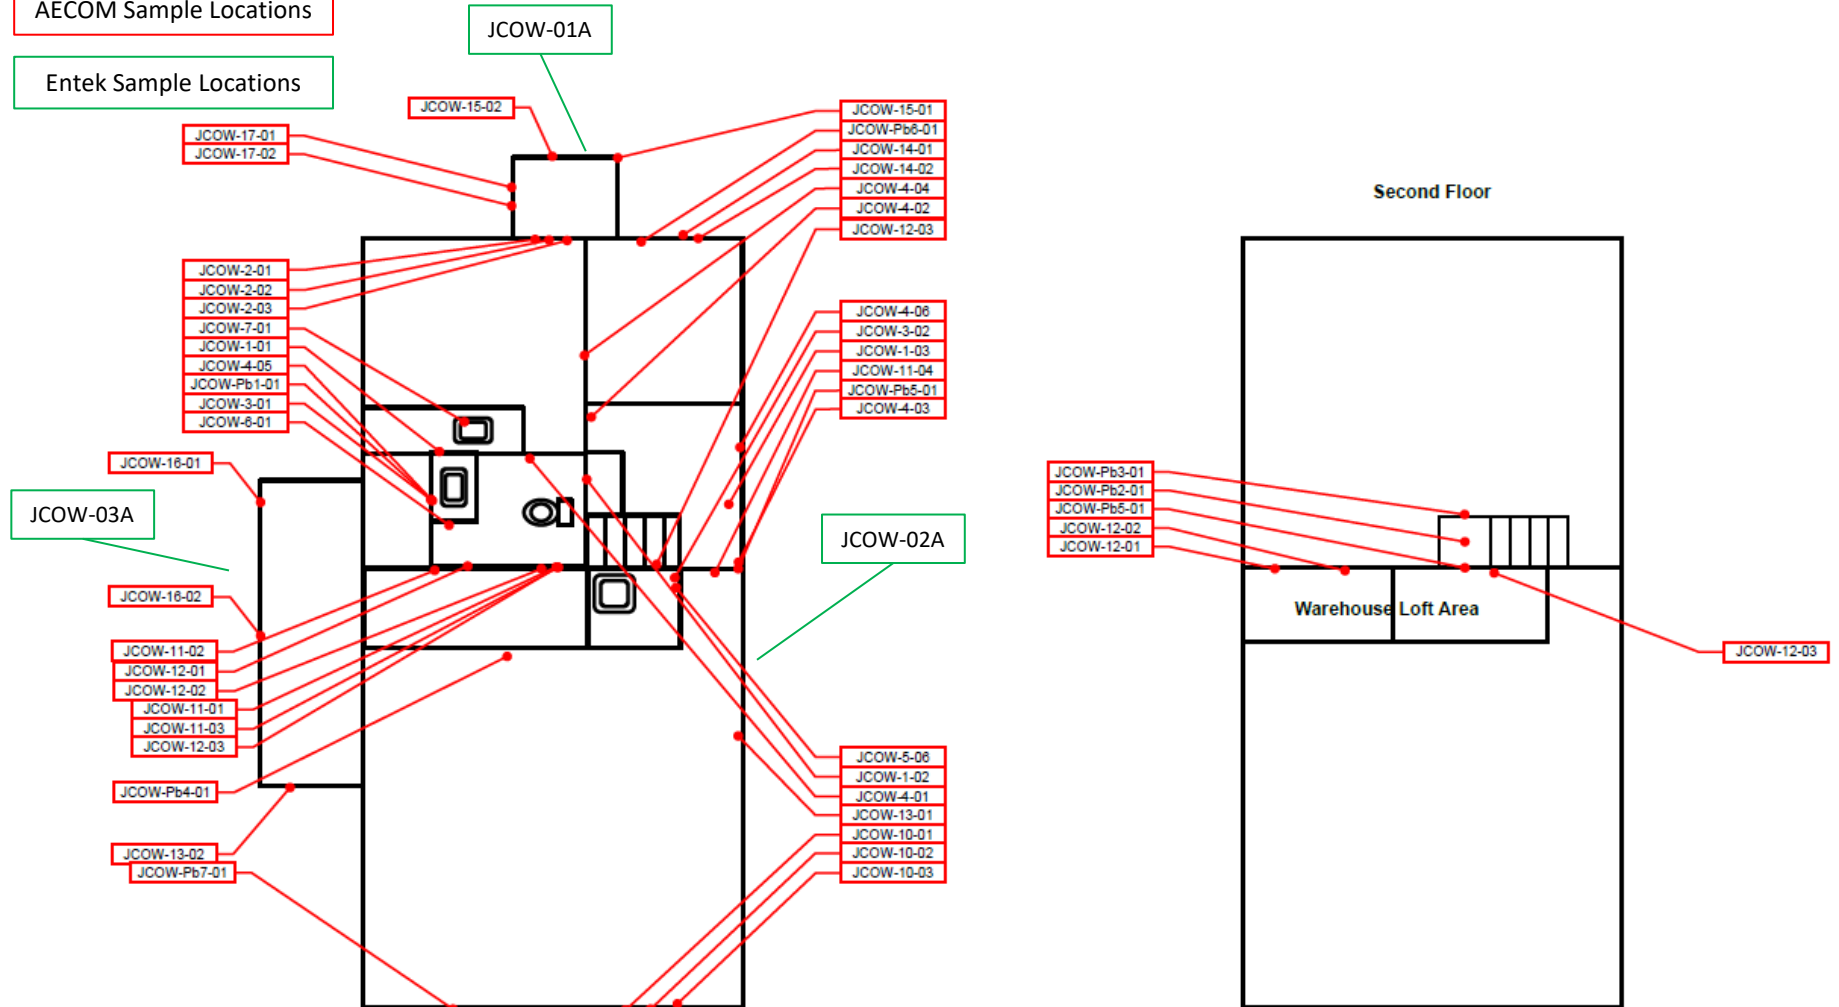 AECOM Sample Locations
Entek Sample Locations
JCOW-01A
JCOW-15-02
JCOW-17-01
JCOW-17-02
JCOW-15-01
JCOW-Pb6-01
JCOW-14-01
JCOW-14-02
JCOW-4-04
JCOW-4-02
JCOW-12-03
JCOW-2-01
JCOW-2-02
JCOW-2-03
JCOW-7-01
JCOW-1-01
JCOW-4-05
JCOW-Pb1-01
JCOW-3-01
JCOW-6-01
JCOW-4-06
JCOW-3-02
JCOW-1-03
JCOW-11-04
JCOW-Pb5-01
JCOW-4-03
JCOW-16-01
JCOW-03A
JCOW-02A
JCOW-16-02
JCOW-11-02
JCOW-12-01
JCOW-12-02
JCOW-11-01
JCOW-11-03
JCOW-12-03
JCOW-Pb4-01
JCOW-13-02
JCOW-Pb7-01
JCOW-5-06
JCOW-1-02
JCOW-4-01
JCOW-13-01
JCOW-10-01
JCOW-10-02
JCOW-10-03
Second Floor
JCOW-Pb3-01
JCOW-Pb2-01
JCOW-Pb5-01
JCOW-12-02
JCOW-12-01
Warehouse Loft Area
JCOW-12-03